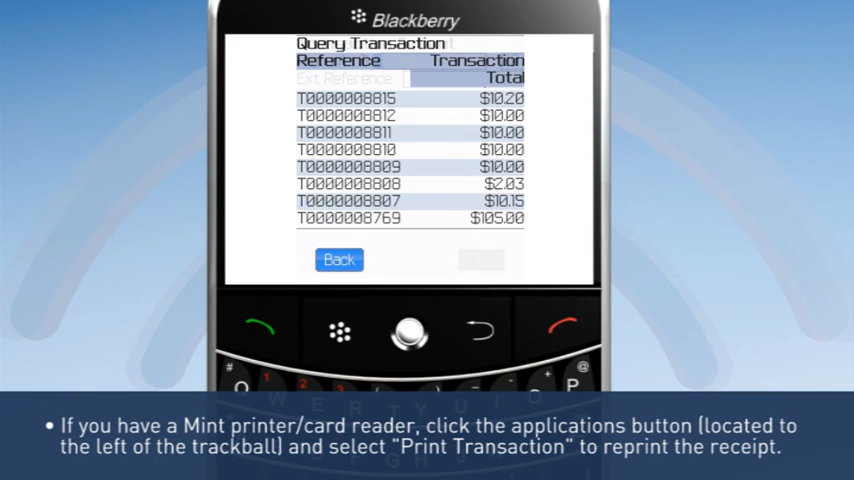 Blackberry
Query Transaction
Reference Transaction
Ext Reference Total
T0000008815 $10.20
T0000008812 $10.00
T0000008811 $10.00
T0000008810 $10.00
T0000008809 $10.00
T0000008808 $2.03
T0000008807 $10.15
T0000008769 $105.00
Back
# 1 2 3 ( ) _ - + @
Q W E R T Y U I O P
• If you have a Mint printer/card reader, click the applications button (located to
the left of the trackball) and select "Print Transaction" to reprint the receipt.